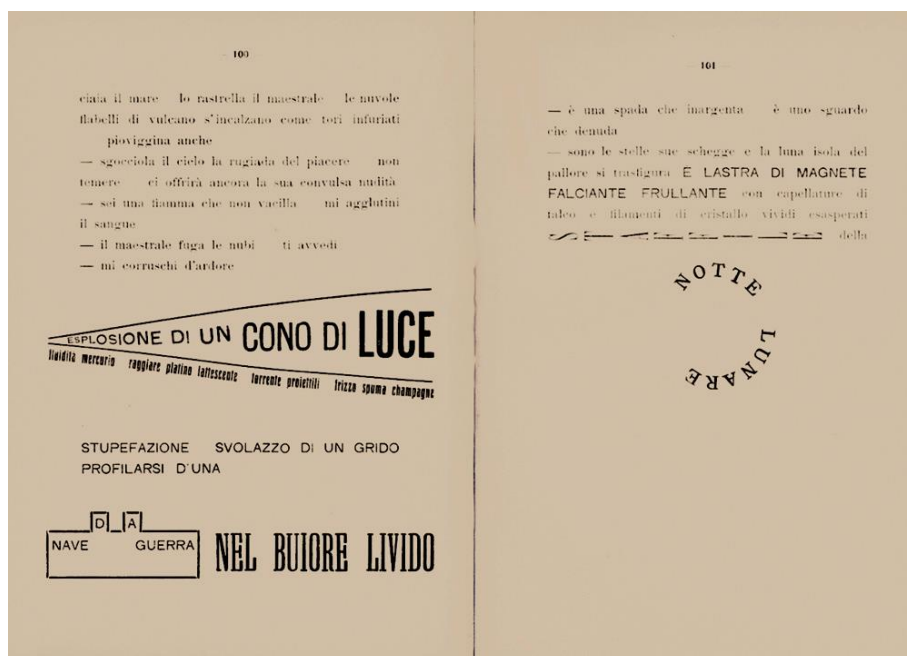 — 100 —
ciaia il mare lo rastrella il maestrale le nuvole
flabelli di vulcano s'incalzano come tori infuriati
pioviggina anche
— sgocciola il cielo la rugiada del piacere non
temere ci offrirà ancora la sua convulsa nudità
— sei una fiamma che non vacilla mi agglutini
il sangue
— il maestrale fuga le nubi ti avvedi
— mi corruschi d'ardore
ESPLOSIONE DI UN CONO DI LUCE
fluidità mercurio raggiare platino lattescente torrente proiettili frizzo spuma champagne
STUPEFAZIONE SVOLAZZO DI UN GRIDO
PROFILARSI D'UNA
D A
NAVE GUERRA
NEL BUIORE LIVIDO
— 101 —
— è una spada che inargenta è uno sguardo
che denuda
— sono le stelle sue schegge e la luna isola del
pallore si trasfigura È LASTRA DI MAGNETE
FALCIANTE FRULLANTE con capellature di
talco e filamenti di cristallo vividi esasperati
della
NOTTE
LUNARE